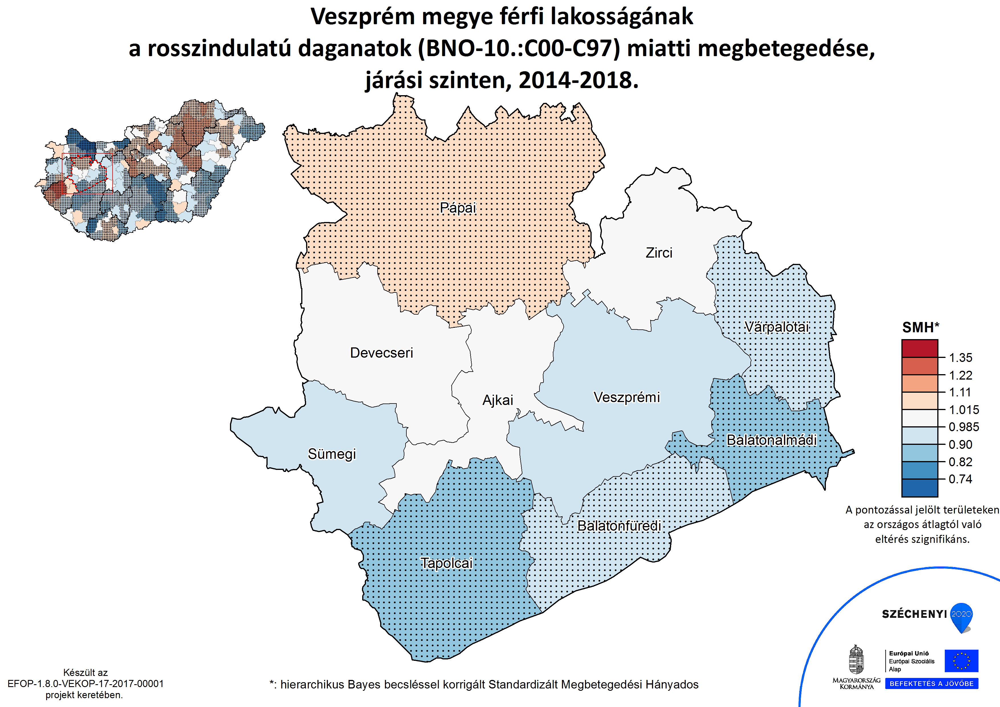 Veszprém megye férfi lakosságának
a rosszindulatú daganatok (BNO-10.:C00-C97) miatti megbetegedése,
járási szinten, 2014-2018.
Pápai
Zirci
Várpalotai
Devecseri
Ajkai
Veszprémi
Balatonalmádi
Sümegi
Balatonfüredi
Tapolcai
SMH*
1.35
1.22
1.11
1.015
0.985
0.90
0.82
0.74
A pontozással jelölt területeken
az országos átlagtól való
eltérés szignifikáns.
SZÉCHENYI 2020
MAGYARORSZÁG
KORMÁNYA
Európai Unió
Európai Szociális
Alap
BEFEKTETÉS A JÖVŐBE
Készült az
EFOP-1.8.0-VEKOP-17-2017-00001
projekt keretében.
*: hierarchikus Bayes becsléssel korrigált Standardizált Megbetegedési Hányados